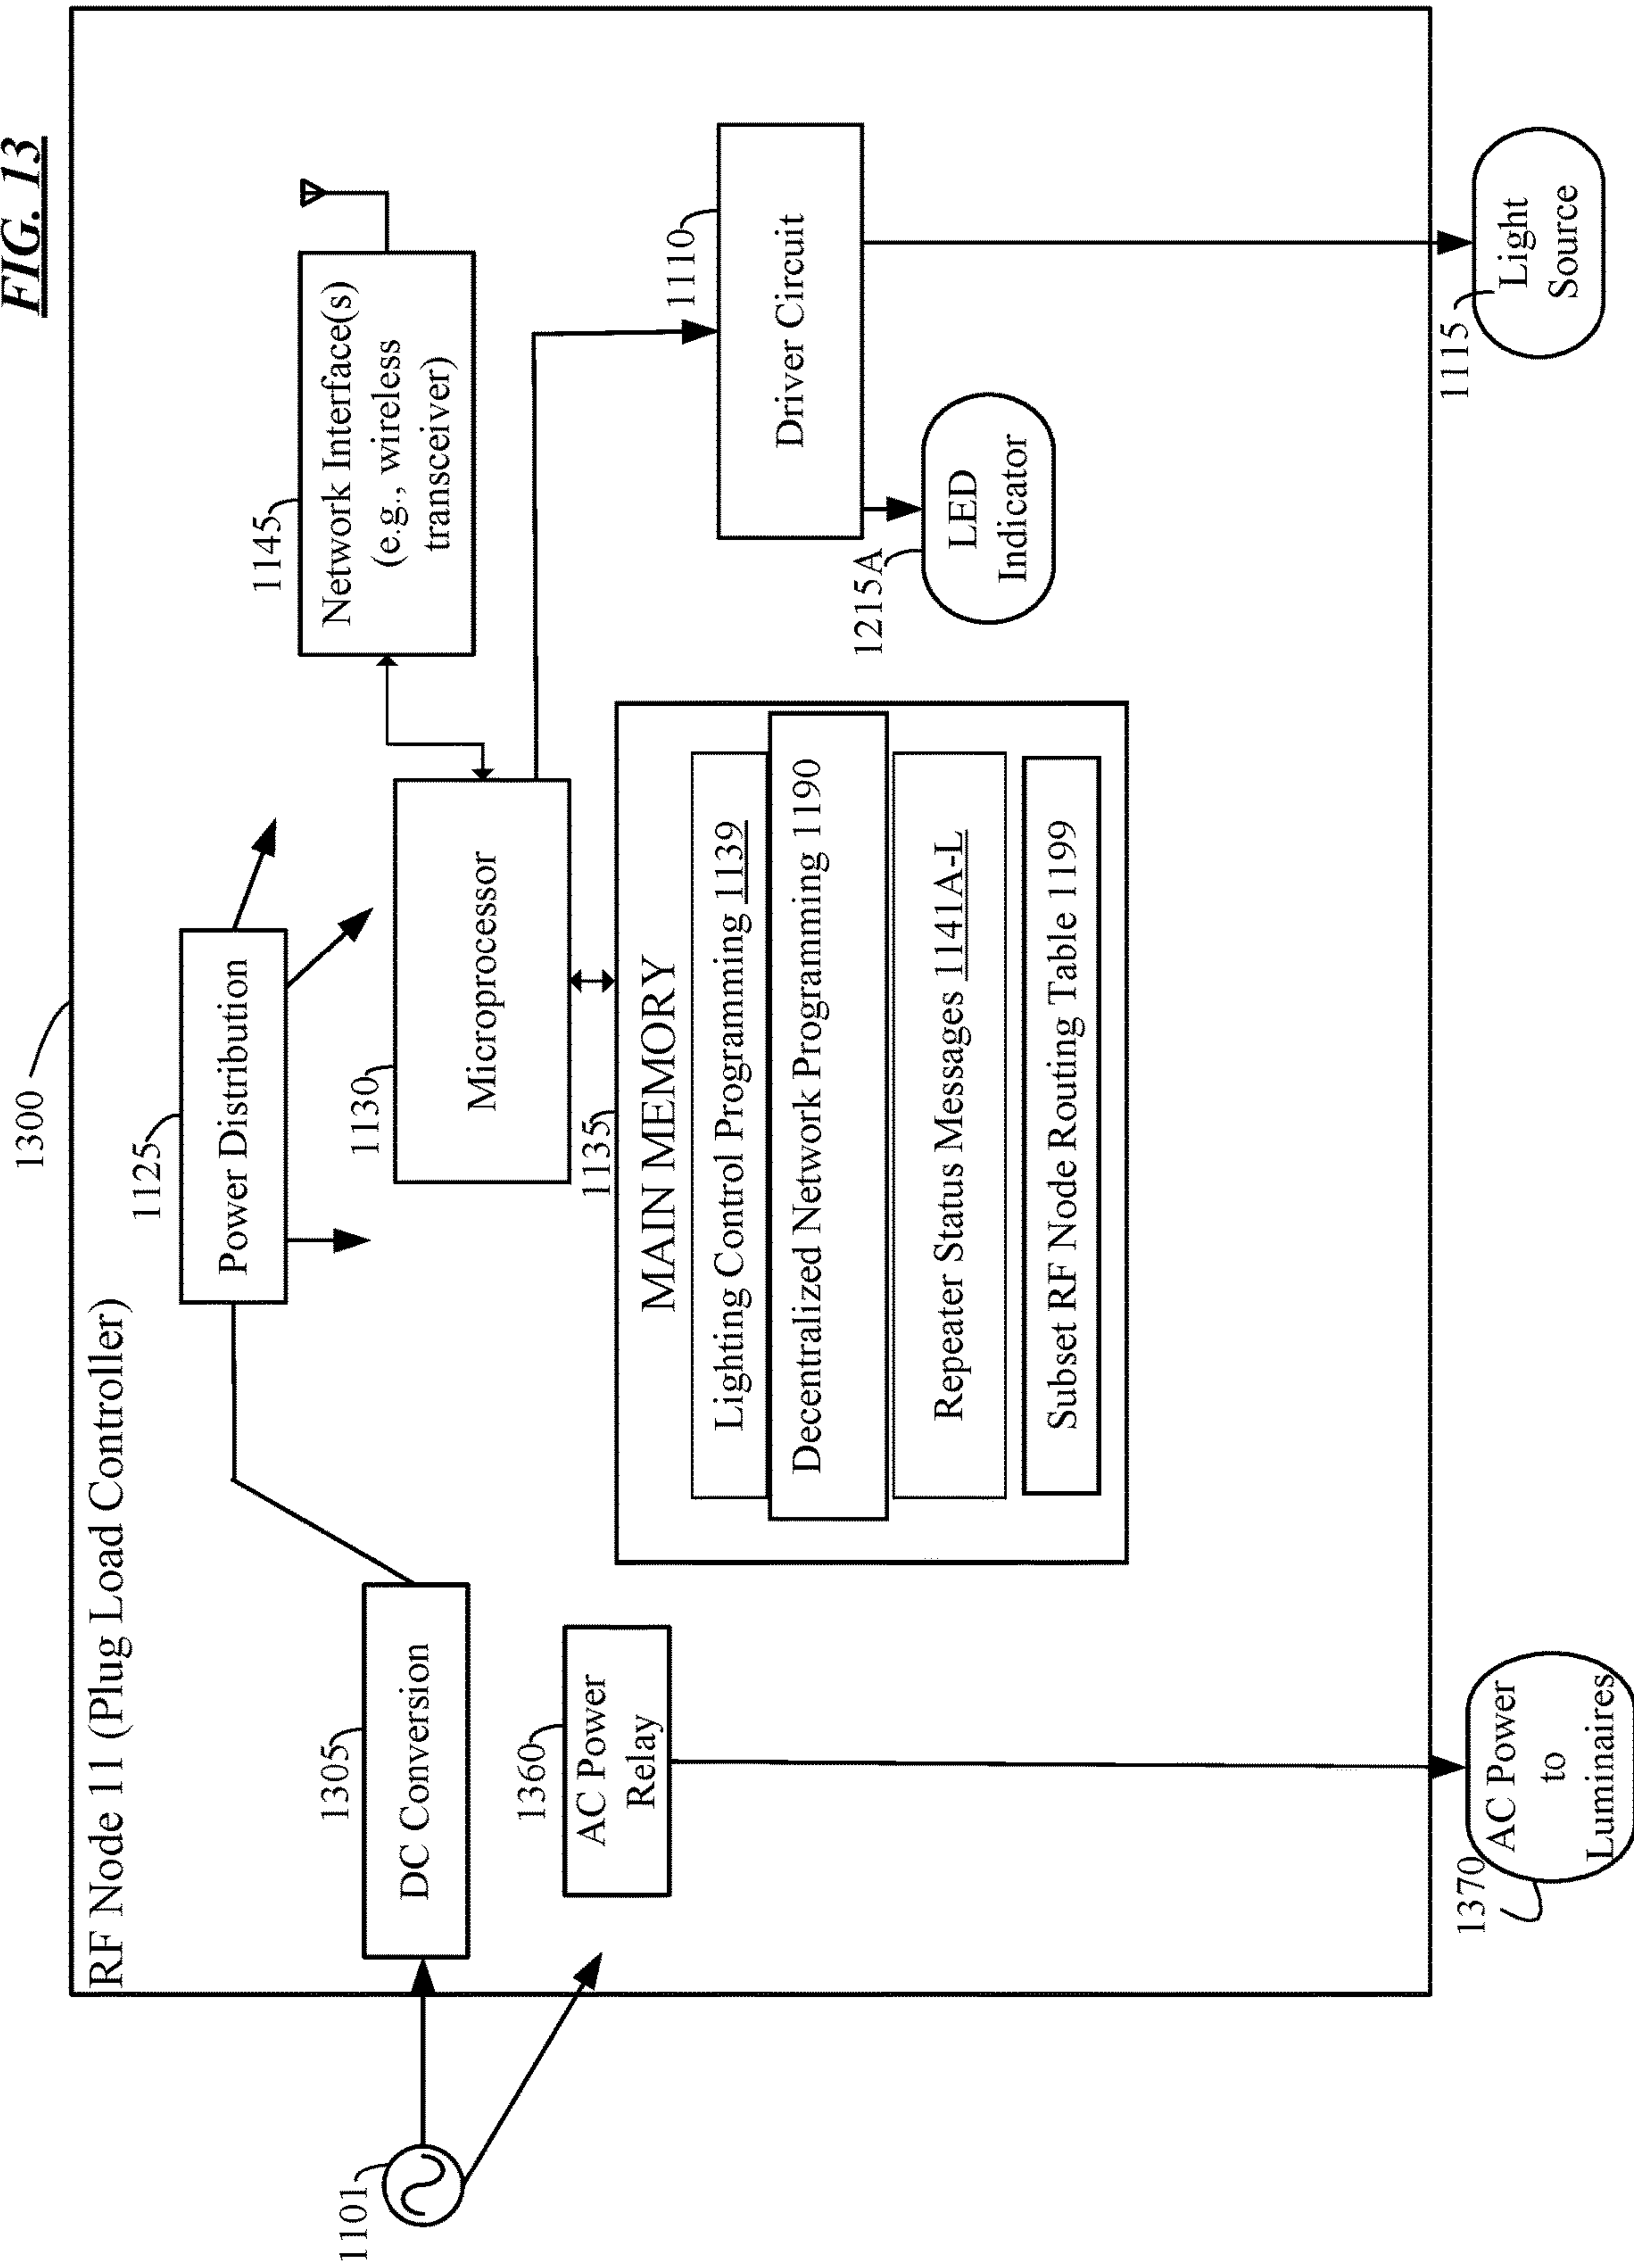 FIG. 13
1300
RF Node 11 (Plug Load Controller)
1125
Power Distribution
1145
Network Interface(s)
(e.g., wireless
transceiver)
1101
1305
DC Conversion
1130
Microprocessor
1360
AC Power
Relay
1135
MAIN MEMORY
Lighting Control Programming 1139
Decentralized Network Programming 1190
Repeater Status Messages 1141A-L
Subset RF Node Routing Table 1199
1110
Driver Circuit
1215A
LED
Indicator
1370
AC Power
to
Luminaires
1115
Light
Source